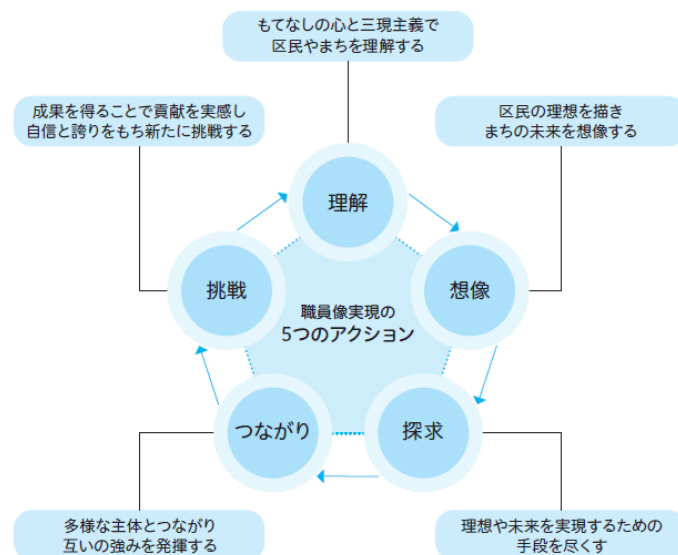 もてなしの心と三現主義で
区民やまちを理解する
成果を得ることで貢献を実感し
自信と誇りをもち新たに挑戦する
区民の理想を描き
まちの未来を想像する
理解
挑戦
想像
職員像実現の
5つのアクション
つながり
探求
多様な主体とつながり
互いの強みを発揮する
理想や未来を実現するための
手段を尽くす